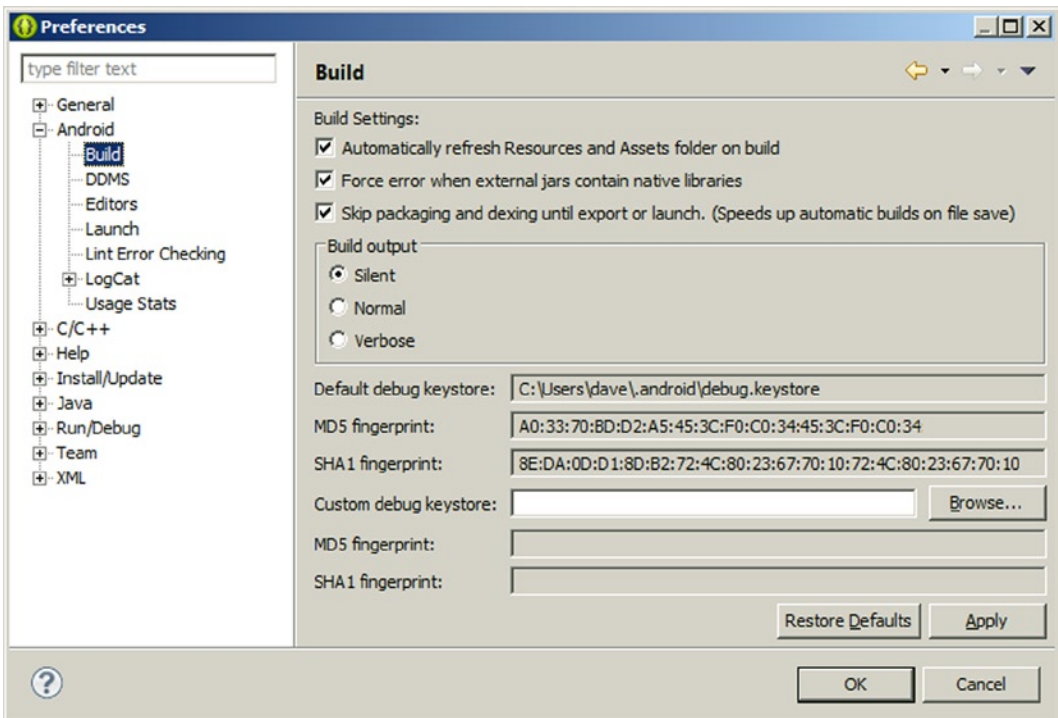 Preferences
type filter text
General
Android
Build
DDMS
Editors
Launch
Lint Error Checking
LogCat
Usage Stats
C/C++
Help
Install/Update
Java
Run/Debug
Team
XML
Build
Build Settings:
Automatically refresh Resources and Assets folder on build
Force error when external jars contain native libraries
Skip packaging and dexing until export or launch. (Speeds up automatic builds on file save)
Build output
Silent
Normal
Verbose
Default debug keystore: C:\Users\dave\.android\debug.keystore
MD5 fingerprint: A0:33:70:BD:D2:A5:45:3C:F0:C0:34:45:3C:F0:C0:34
SHA1 fingerprint: 8E:DA:0D:D1:8D:B2:72:4C:80:23:67:70:10:72:4C:80:23:67:70:10
Custom debug keystore: Browse...
MD5 fingerprint:
SHA1 fingerprint:
Restore Defaults Apply
? OK Cancel